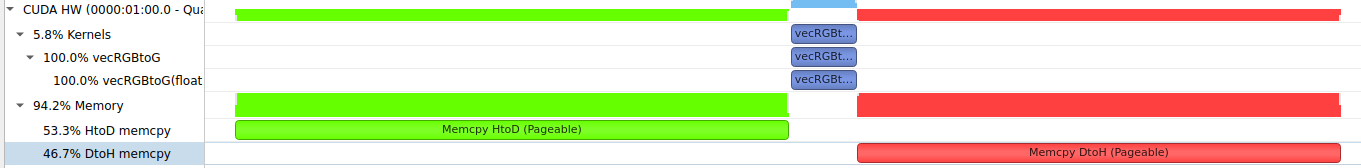 CUDA HW (0000:01:00.0 - Qua
5.8% Kernels
vecRGBt...
100.0% vecRGBtoG
vecRGBt...
100.0% vecRGBtoG(float
vecRGBt...
94.2% Memory
53.3% HtoD memcpy
Memcpy HtoD (Pageable)
46.7% DtoH memcpy
Memcpy DtoH (Pageable)